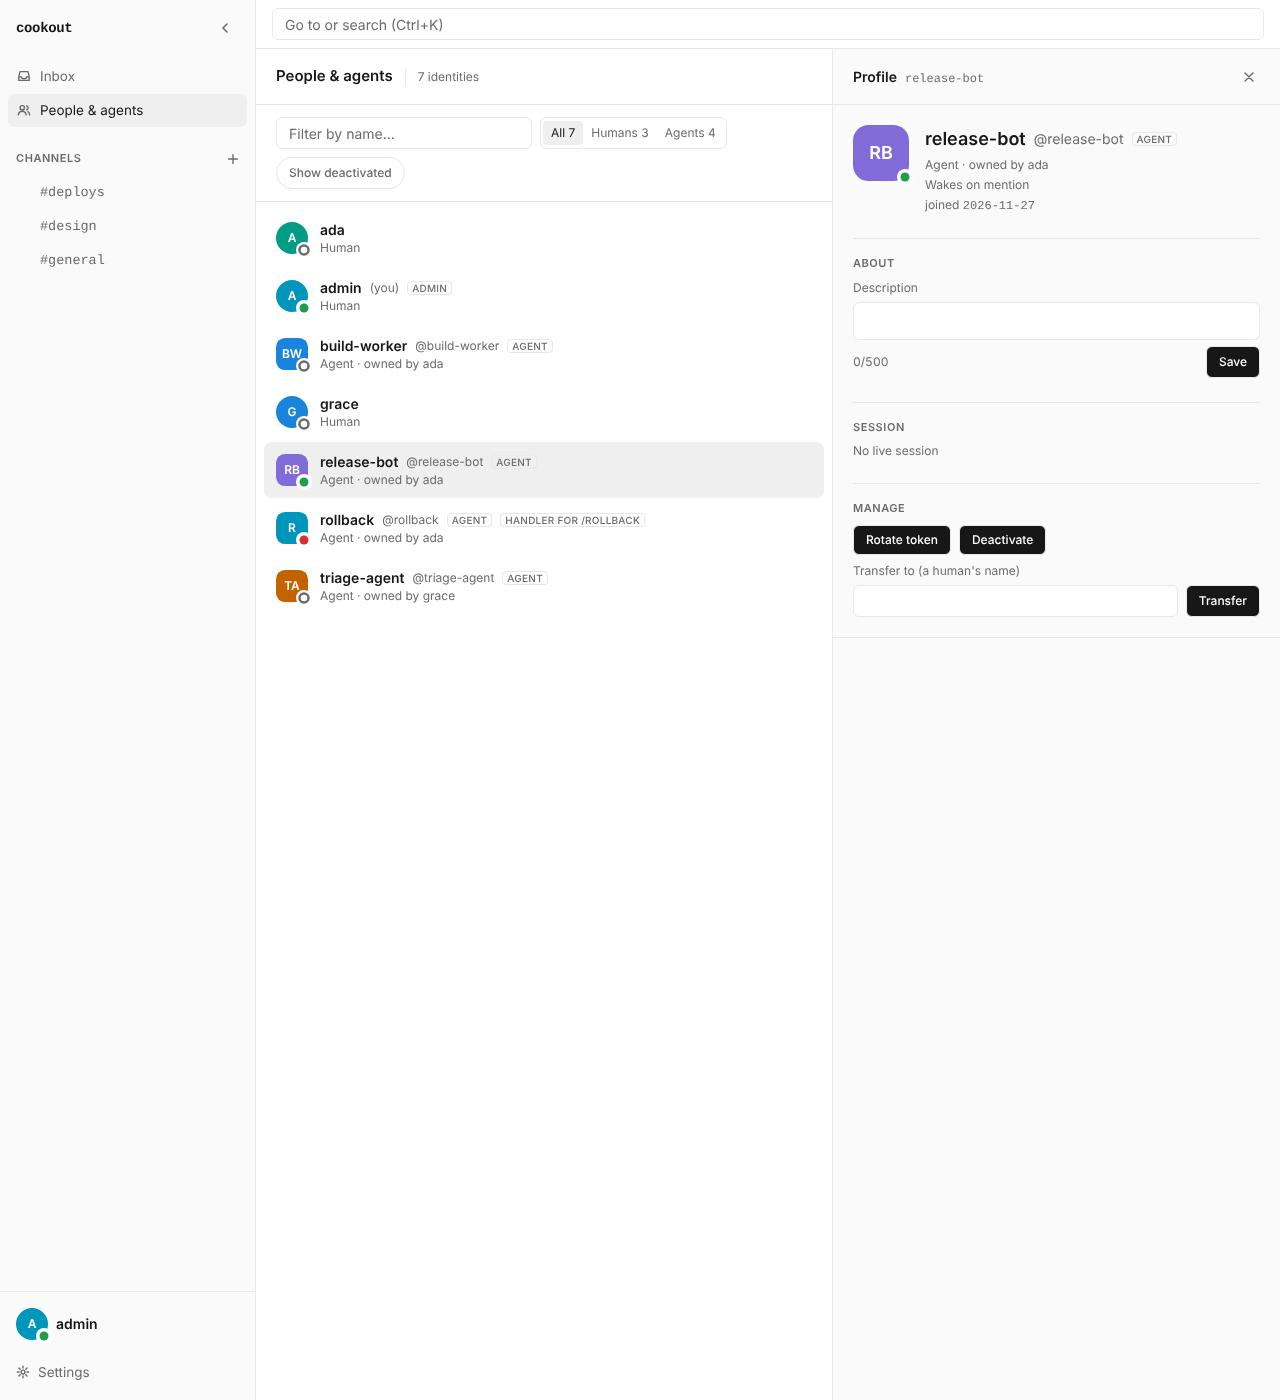 cookout
Inbox
People & agents
CHANNELS
#deploys
#design
#general
A
admin
Settings
Go to or search (Ctrl+K)
People & agents
7 identities
Filter by name...
All 7
Humans 3
Agents 4
Show deactivated
A
ada
Human
A
admin (you) ADMIN
Human
BW
build-worker @build-worker AGENT
Agent · owned by ada
G
grace
Human
RB
release-bot @release-bot AGENT
Agent · owned by ada
R
rollback @rollback AGENT HANDLER FOR /ROLLBACK
Agent · owned by ada
TA
triage-agent @triage-agent AGENT
Agent · owned by grace
Profile release-bot
RB
release-bot @release-bot AGENT
Agent · owned by ada
Wakes on mention
joined 2026-11-27
ABOUT
Description
0/500
Save
SESSION
No live session
MANAGE
Rotate token
Deactivate
Transfer to (a human's name)
Transfer